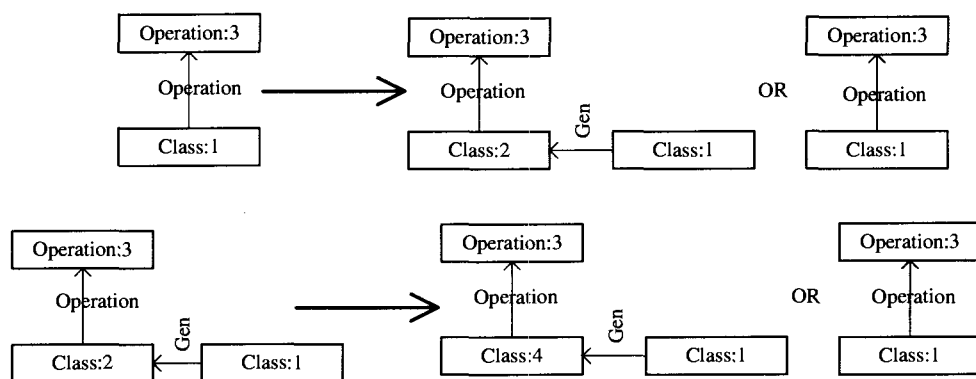 Operation:3
Operation
Class:1
Operation:3
Operation
Class:2
Gen
Class:1
OR
Operation:3
Operation
Class:1
Operation:3
Operation
Class:2
Gen
Class:1
Operation:3
Operation
Class:4
Gen
Class:1
OR
Operation:3
Operation
Class:1